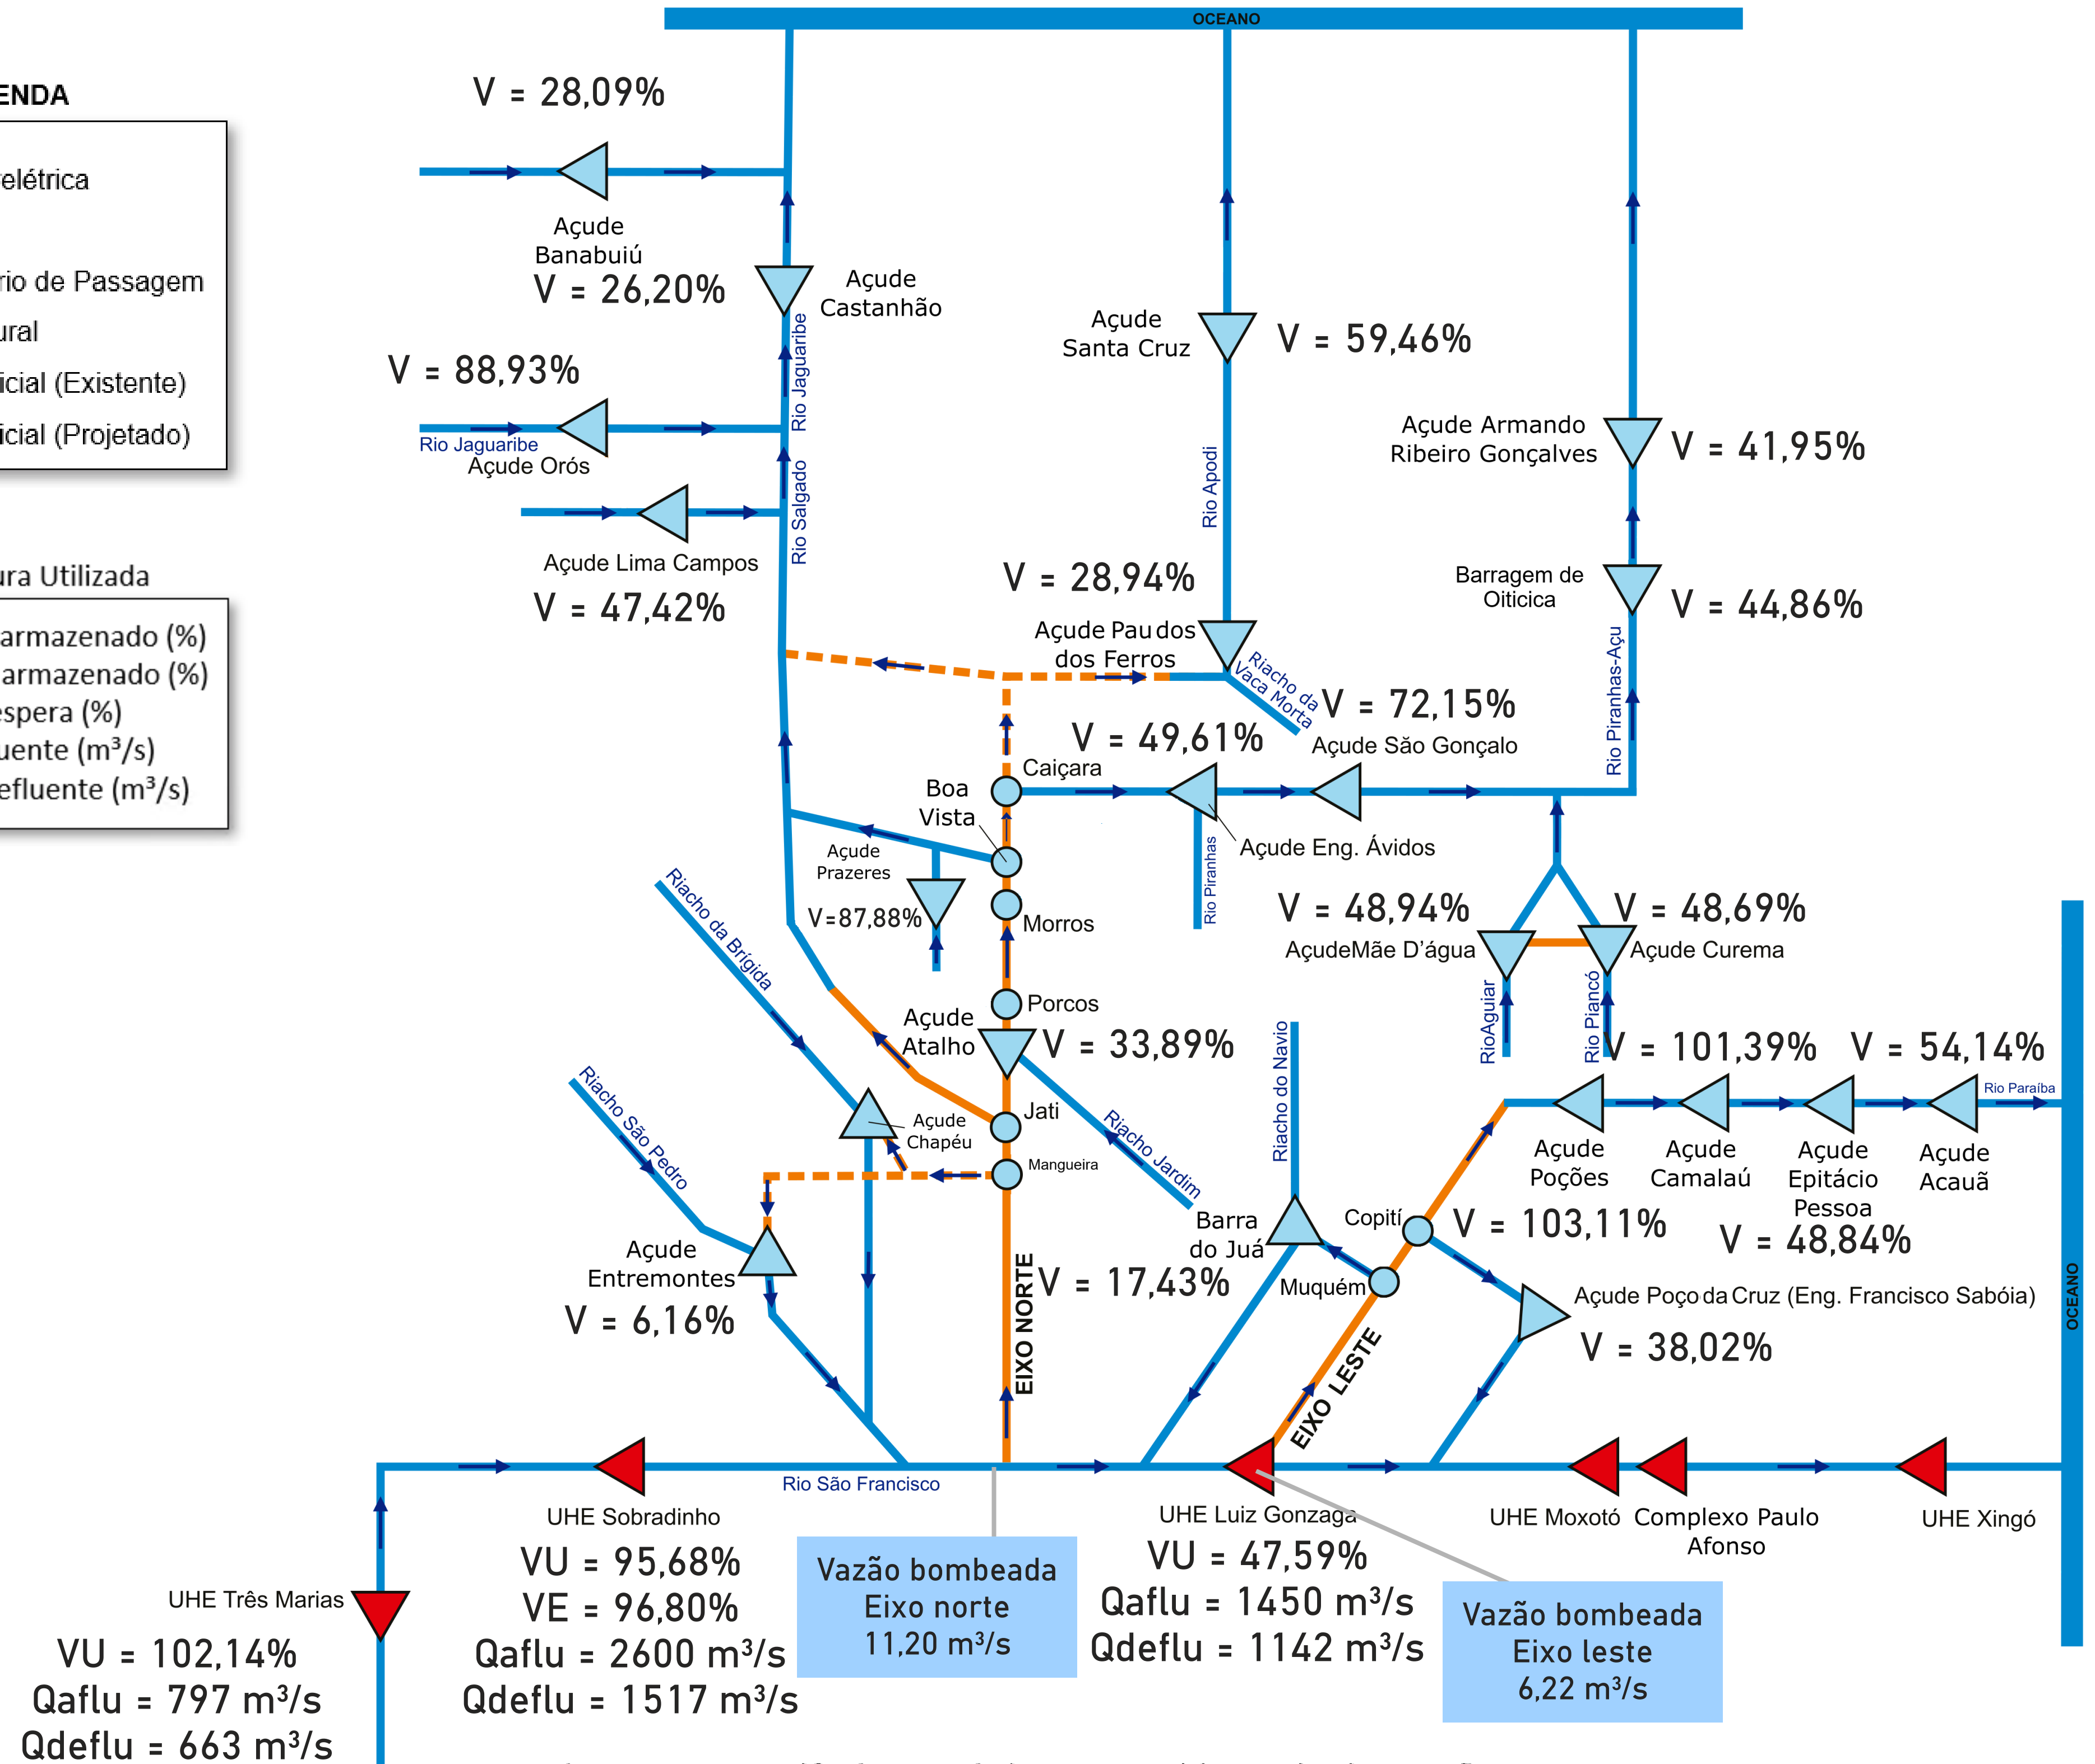 OCEANO
ENDA
elétrica
rio de Passagem
ural
icial (Existente)
icial (Projetado)
ura Utilizada
armazenado (%)
armazenado (%)
espera (%)
uente (m³/s)
efluente (m³/s)
V = 28,09%
Açude
Banabuiú
V = 26,20%
Açude
Castanhão
Rio Jaguaribe
V = 88,93%
Rio Jaguaribe
Açude Orós
Rio Salgado
Açude Lima Campos
V = 47,42%
Açude
Santa Cruz
V = 59,46%
Rio Apodi
Açude Armando
Ribeiro Gonçalves
V = 41,95%
Barragem de
Oiticica
V = 44,86%
Rio Piranhas-Açu
V = 28,94%
Açude Pau dos
dos Ferros
Riacho da
Vaca Morta
V = 72,15%
Açude São Gonçalo
V = 49,61%
Caiçara
Boa
Vista
Açude Eng. Ávidos
Rio Piranhas
Açude
Prazeres
V=87,88%
Morros
Porcos
Açude
Atalho
V = 33,89%
Jati
Mangueira
Riacho Jardim
Riacho da Brígida
Riacho São Pedro
Açude
Chapéu
Açude
Entremontes
V = 6,16%
EIXO NORTE
V = 48,94%
AçudeMãe D'água
V = 48,69%
Açude Curema
RioAguiar
Rio Piancó
V = 101,39%
V = 54,14%
Rio Paraíba
Açude
Poções
Açude
Camalaú
Açude
Epitácio
Pessoa
Açude
Acauã
V = 103,11%
V = 48,84%
Riacho do Navio
Barra
do Juá
V = 17,43%
Copití
Muquém
EIXO LESTE
Açude Poço da Cruz (Eng. Francisco Sabóia)
V = 38,02%
OCEANO
Rio São Francisco
UHE Sobradinho
VU = 95,68%
VE = 96,80%
Qaflu = 2600 m³/s
Qdeflu = 1517 m³/s
UHE Três Marias
VU = 102,14%
Qaflu = 797 m³/s
Qdeflu = 663 m³/s
Vazão bombeada
Eixo norte
11,20 m³/s
UHE Luiz Gonzaga
VU = 47,59%
Qaflu = 1450 m³/s
Qdeflu = 1142 m³/s
Vazão bombeada
Eixo leste
6,22 m³/s
UHE Moxotó
Complexo Paulo
Afonso
UHE Xingó